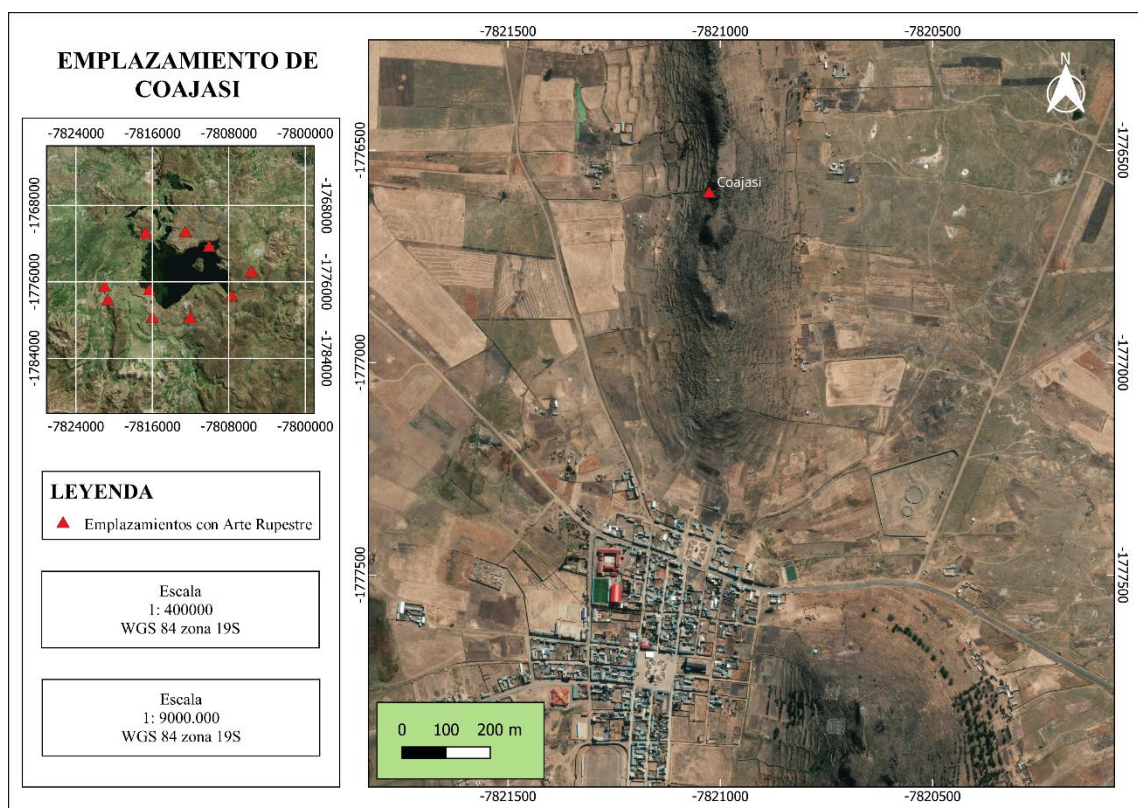 EMPLAZAMIENTO DE
COAJASI
-7824000 -7816000 -7808000 -7800000
-1768000 -1768000
-1776000 -1776000
-1784000 -1784000
-7824000 -7816000 -7808000 -7800000
LEYENDA
Emplazamientos con Arte Rupestre
Escala
1: 400000
WGS 84 zona 19S
Escala
1: 9000.000
WGS 84 zona 19S
-7821500 -7821000 -7820500
N
-1776500 -1776500
Coajasi
-1777000 -1777000
-1777500 -1777500
0 100 200 m
-7821500 -7821000 -7820500